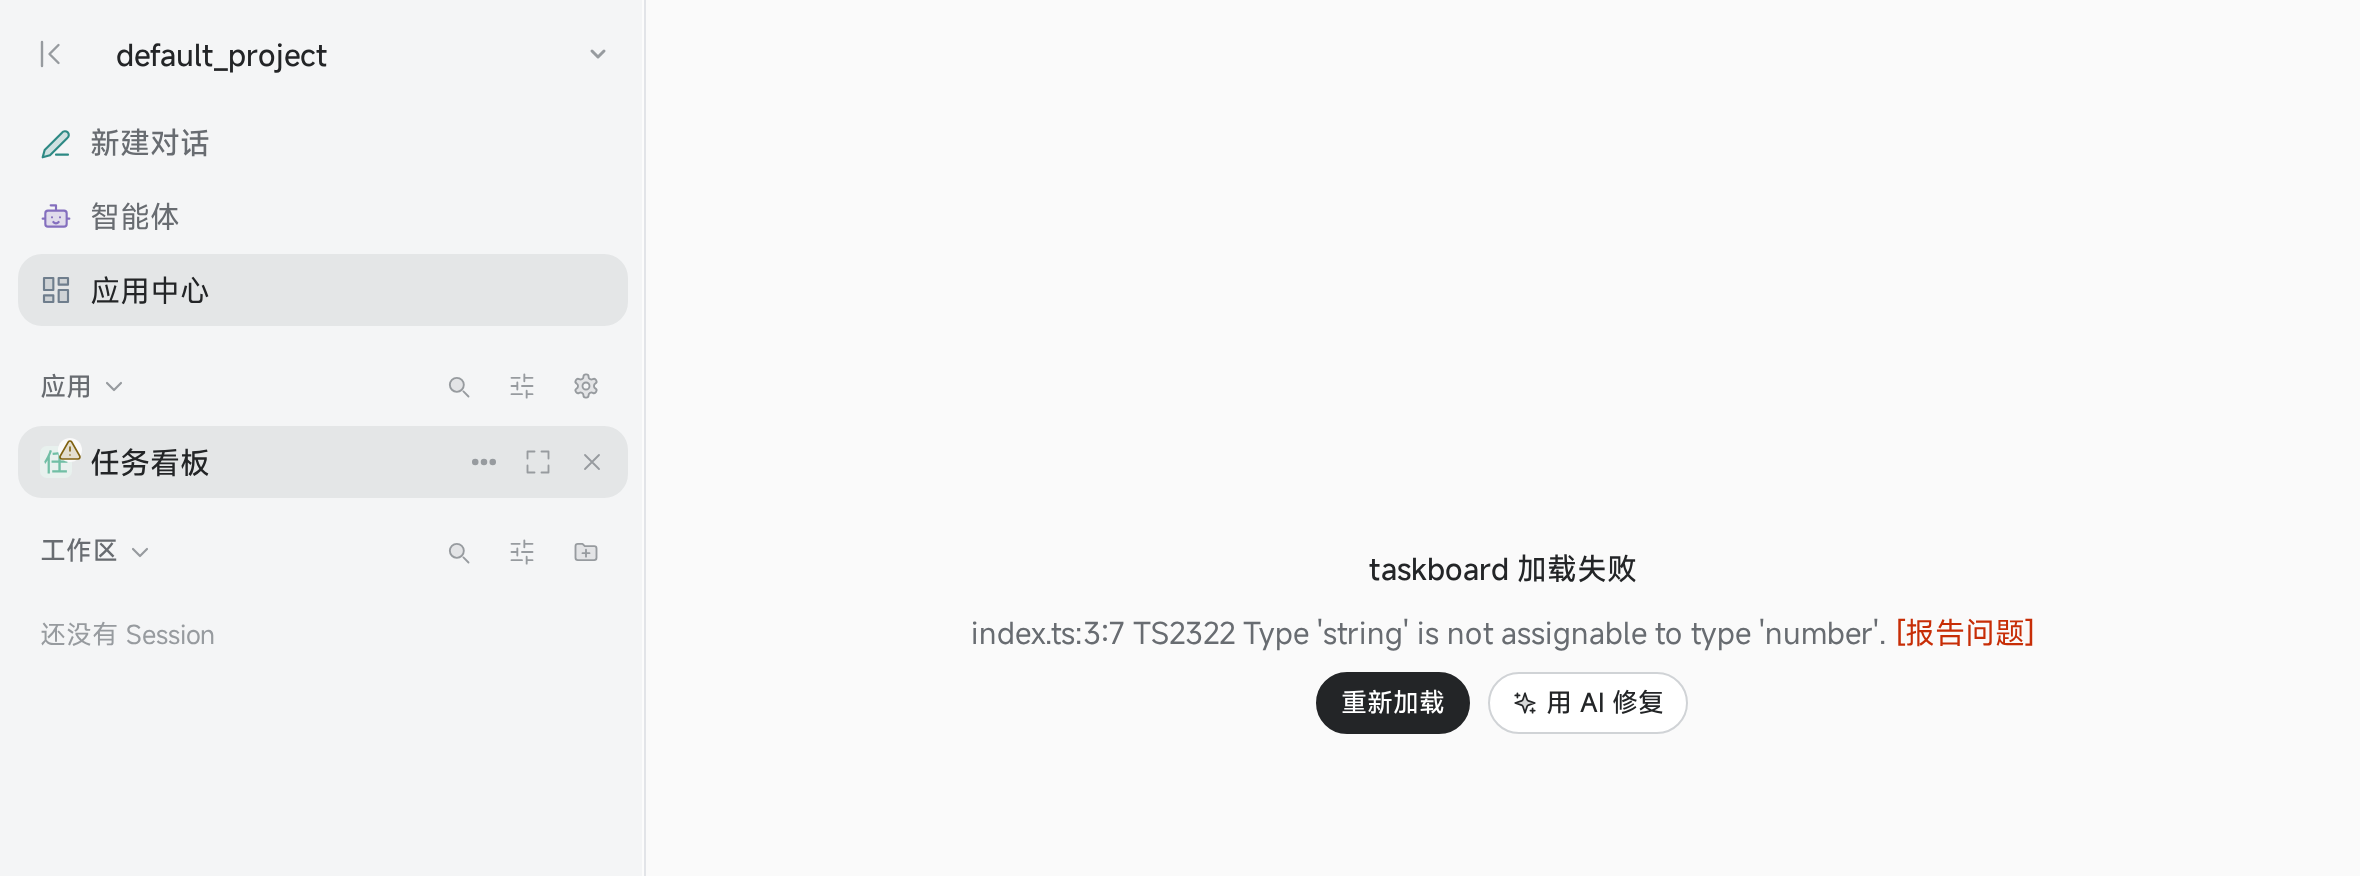 default_project
新建对话
智能体
应用中心
应用
任 任务看板
工作区
还没有 Session
taskboard 加载失败
index.ts:3:7 TS2322 Type 'string' is not assignable to type 'number'. [报告问题]
重新加载 用 AI 修复